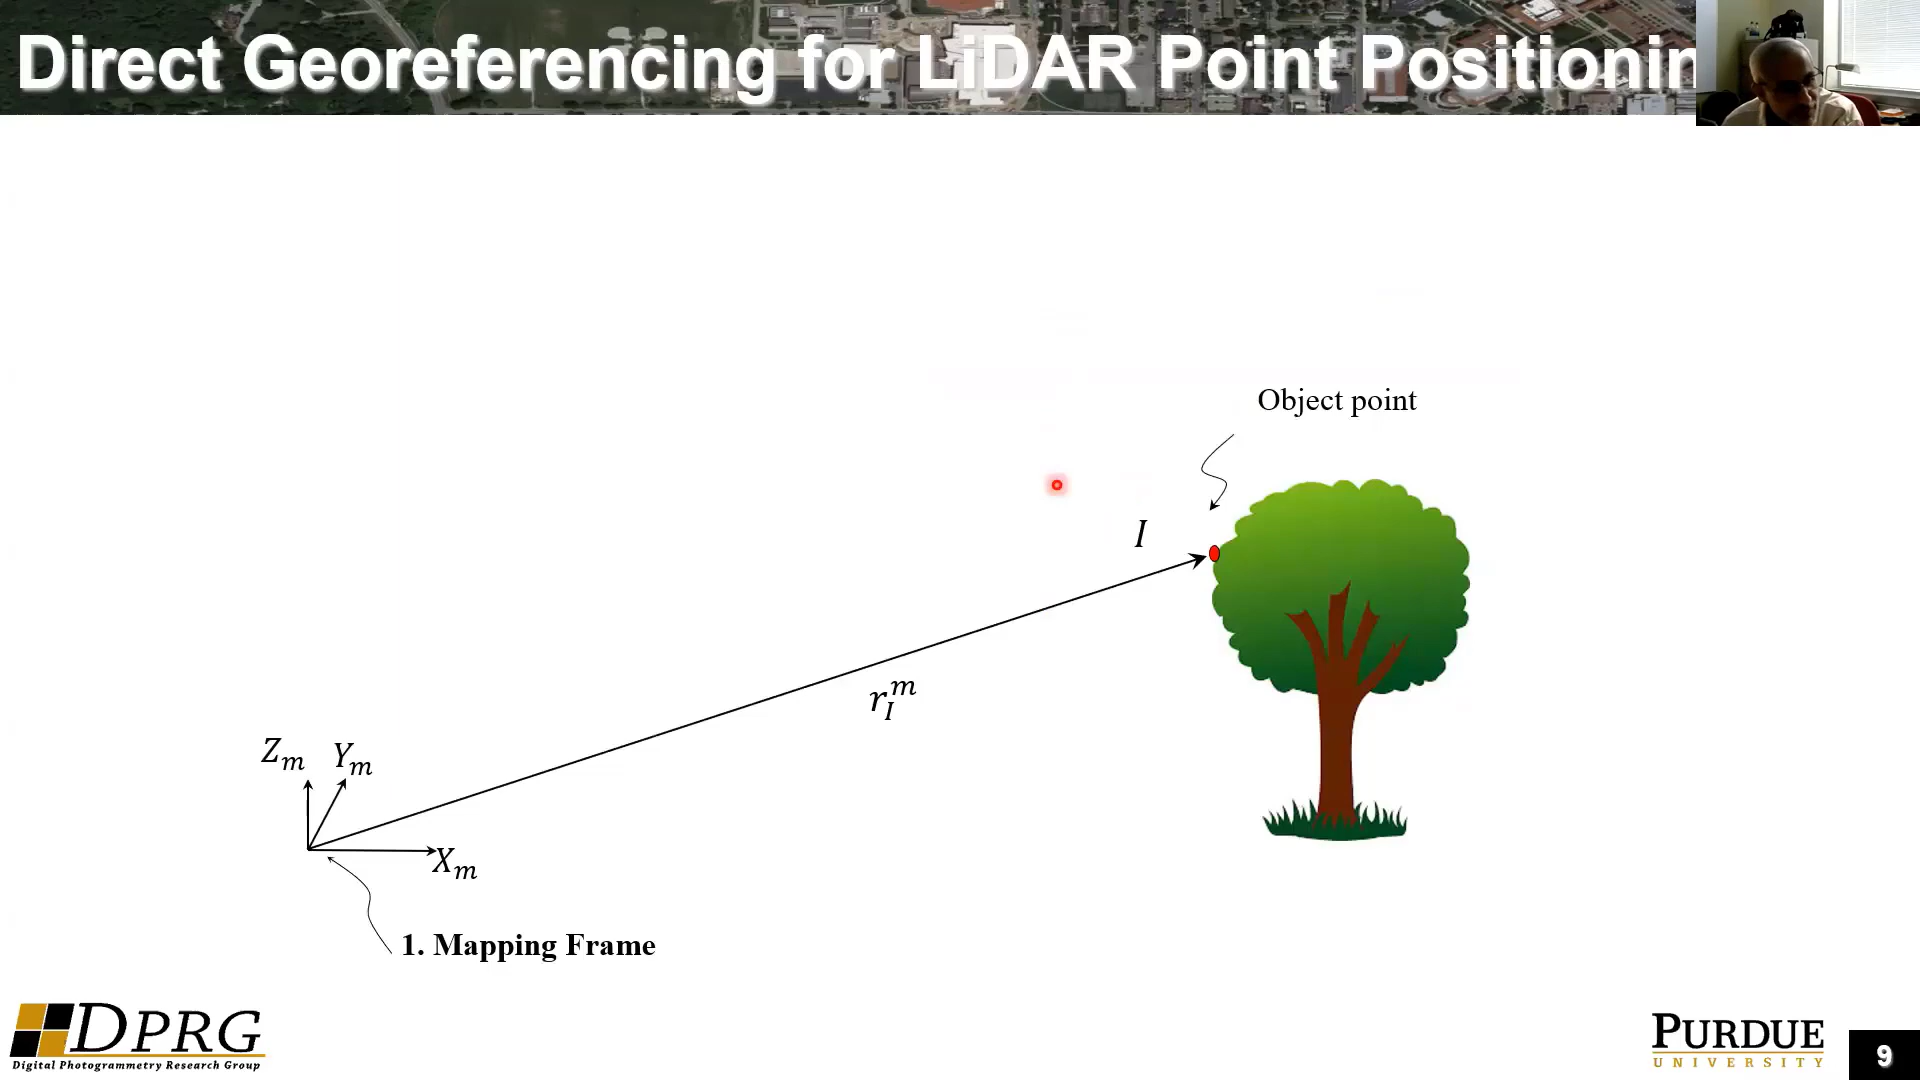 Direct Georeferencing for LiDAR Point Positionin
Object point
I
r_I^m
Z_m
Y_m
X_m
1. Mapping Frame
DPRG
Digital Photogrammetry Research Group
PURDUE
UNIVERSITY
9